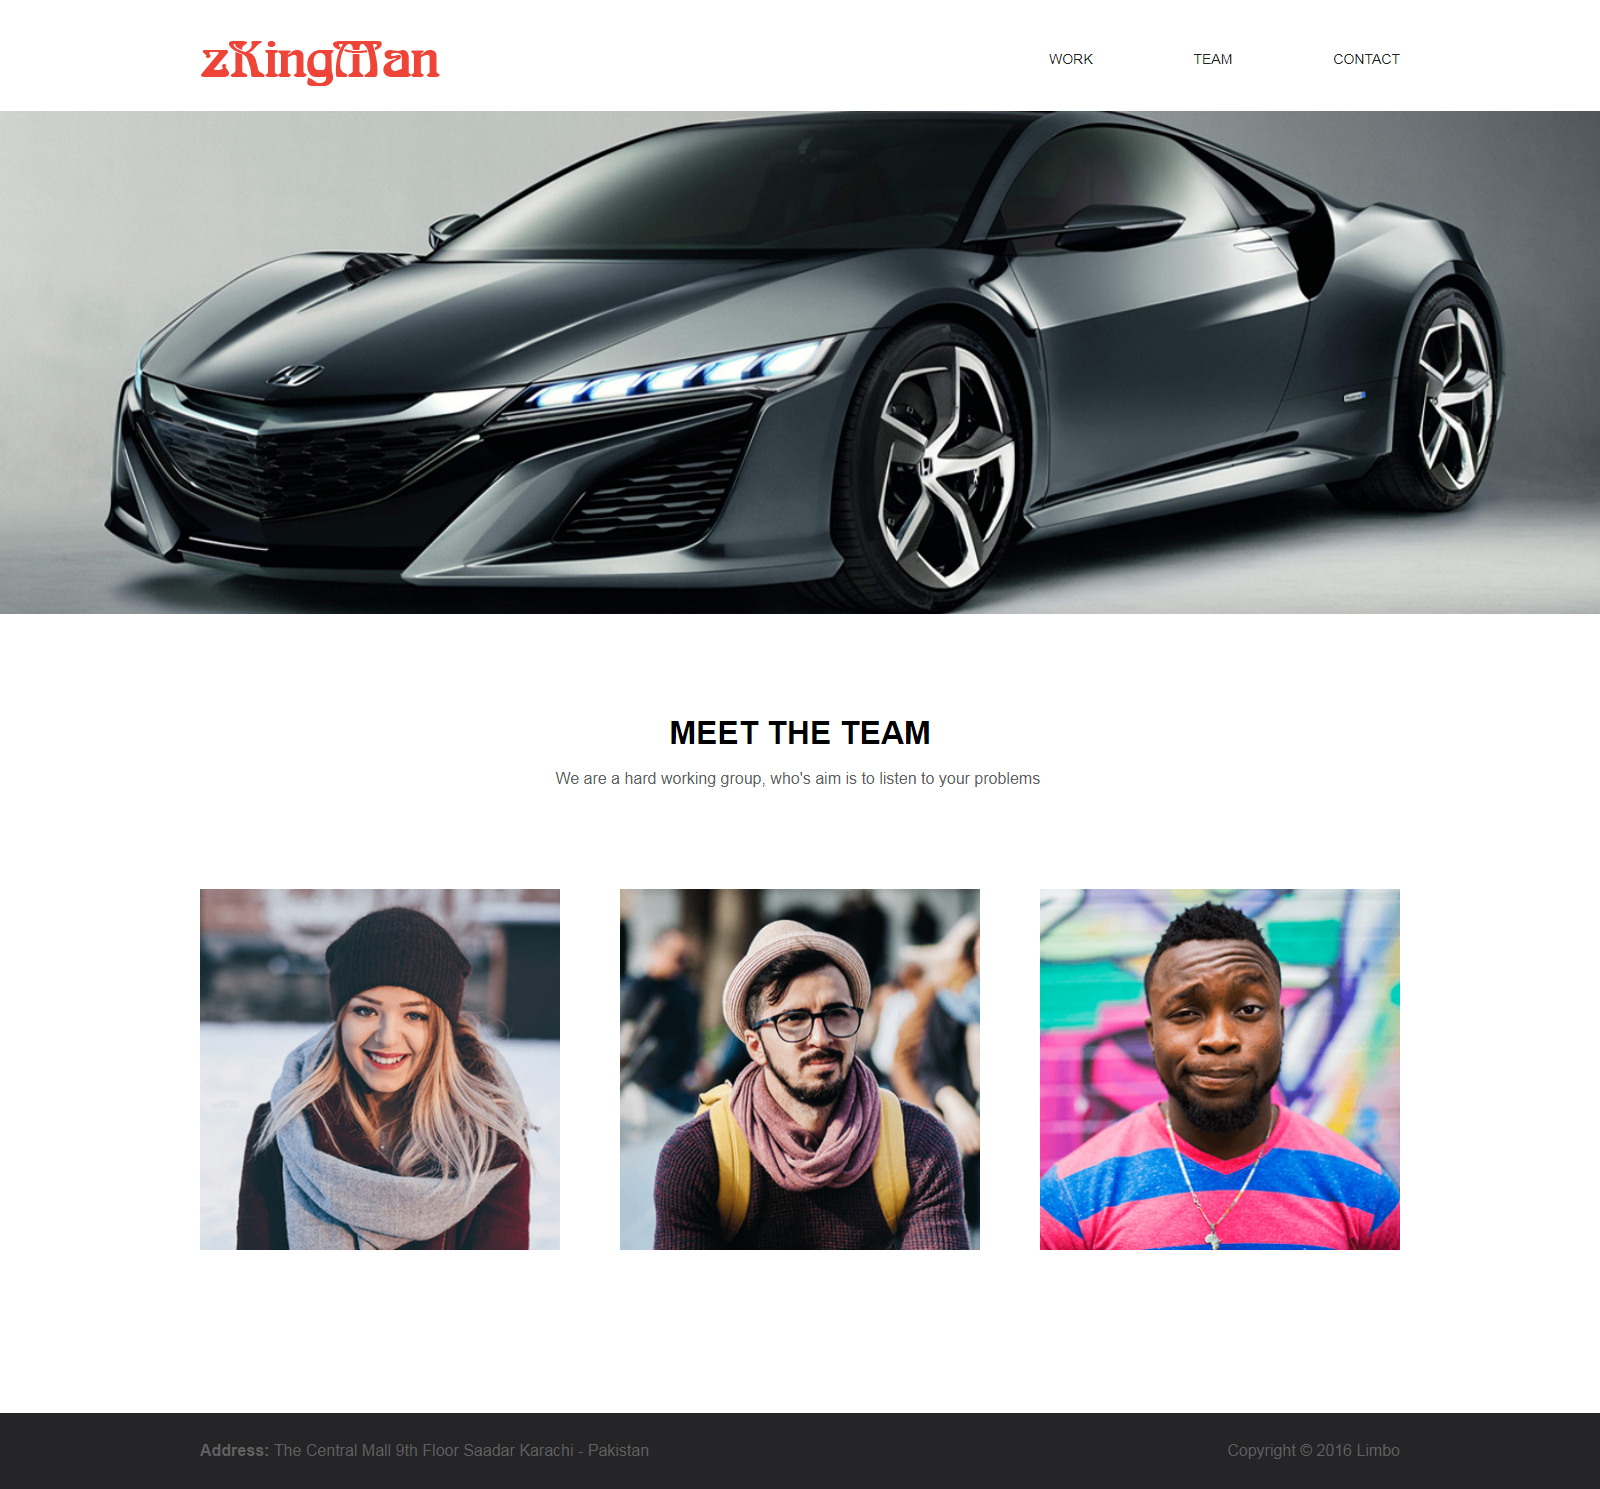 zKingMan
WORK TEAM CONTACT
MEET THE TEAM
We are a hard working group, who's aim is to listen to your problems
Address: The Central Mall 9th Floor Saadar Karachi - Pakistan
Copyright © 2016 Limbo